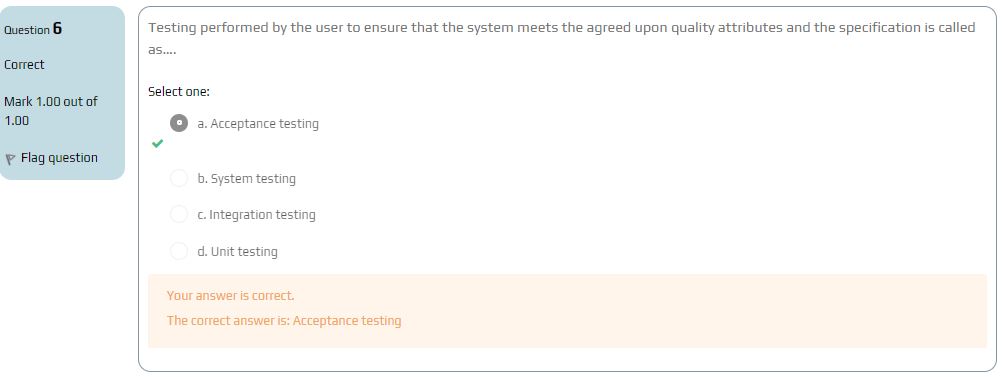 Question 6
Correct
Mark 1.00 out of
1.00
Flag question
Testing performed by the user to ensure that the system meets the agreed upon quality attributes and the specification is called
as....
Select one:
a. Acceptance testing
b. System testing
c. Integration testing
d. Unit testing
Your answer is correct.
The correct answer is: Acceptance testing